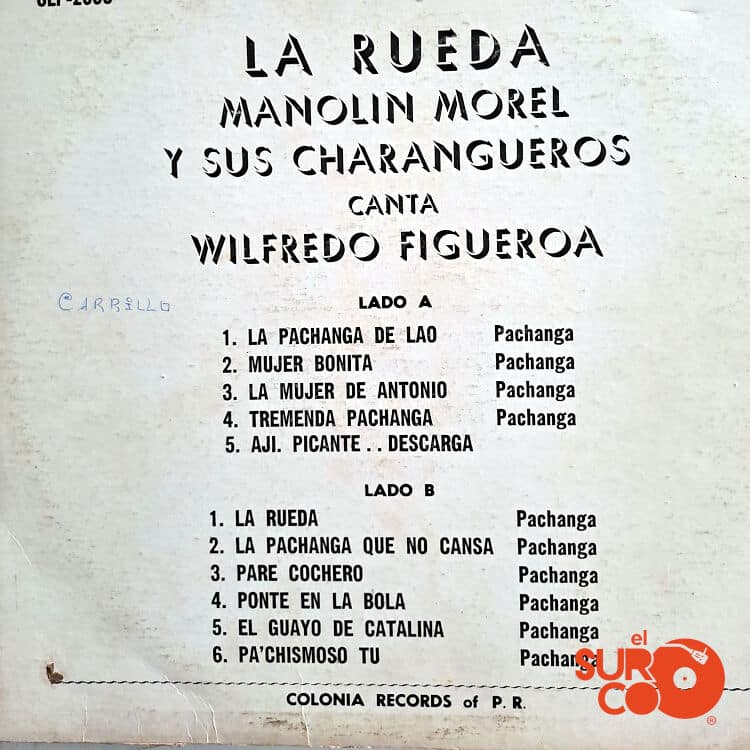 LA RUEDA
MANOLIN MOREL
Y SUS CHARANGUEROS
CANTA
WILFREDO FIGUEROA
CARRILLO
LADO A
1. LA PACHANGA DE LAO Pachanga
2. MUJER BONITA Pachanga
3. LA MUJER DE ANTONIO Pachanga
4. TREMENDA PACHANGA Pachanga
5. AJI. PICANTE . . DESCARGA
LADO B
1. LA RUEDA Pachanga
2. LA PACHANGA QUE NO CANSA Pachanga
3. PARE COCHERO Pachanga
4. PONTE EN LA BOLA Pachanga
5. EL GUAYO DE CATALINA Pachanga
6. PA'CHISMOSO TU Pachanga
COLONIA RECORDS of P. R.
el
SUR
CO
®